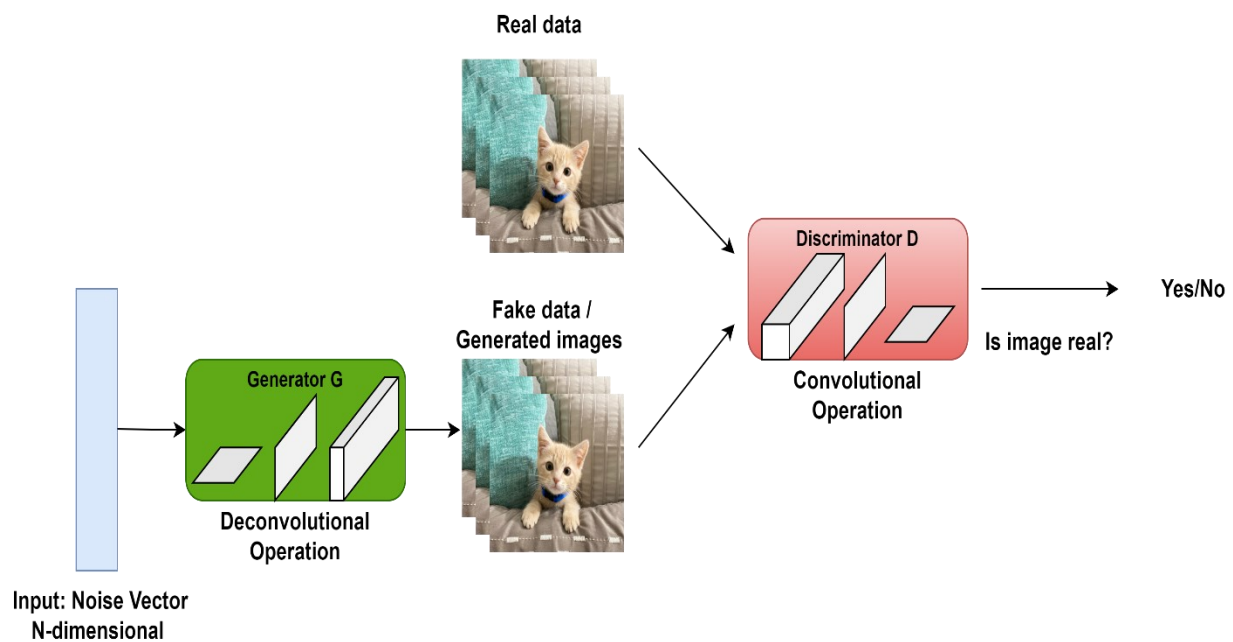 Real data
Fake data /
Generated images
Generator G
Deconvolutional
Operation
Input: Noise Vector
N-dimensional
Discriminator D
Convolutional
Operation
Is image real?
Yes/No